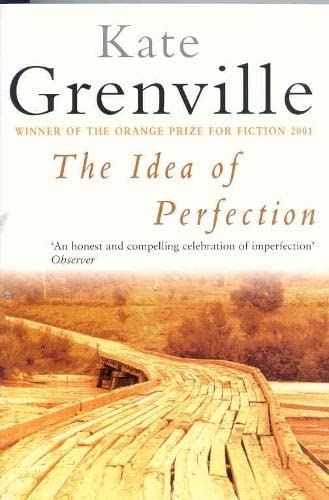 Kate
Grenville
WINNER OF THE ORANGE PRIZE FOR FICTION 2001
The Idea of
Perfection
‘An honest and compelling celebration of imperfection’
Observer